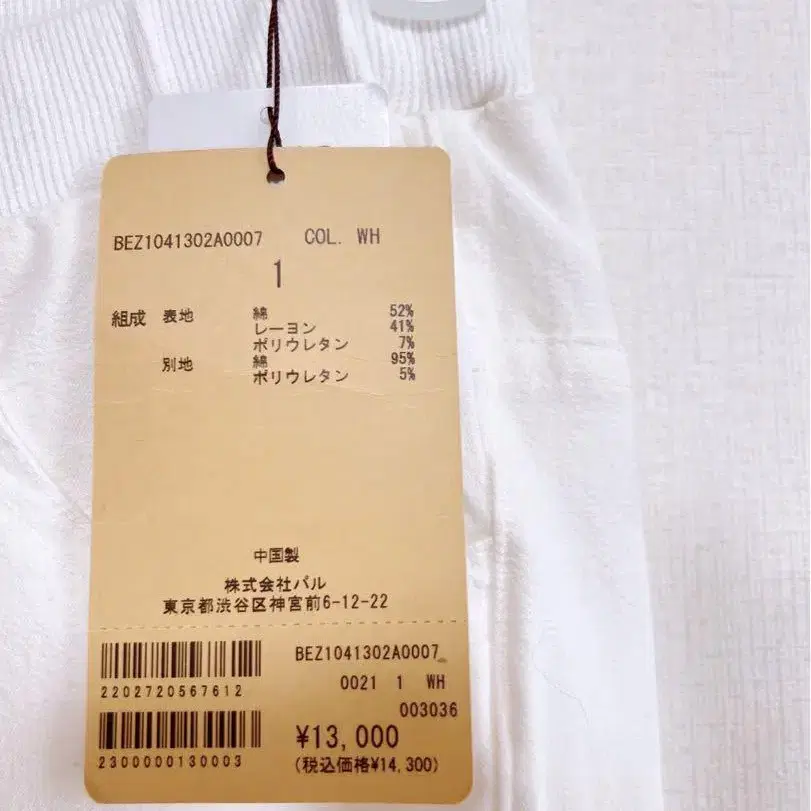 BEZ1041302A0007 COL. WH
1
組成 表地 綿 52%
レーヨン 41%
ポリウレタン 7%
別地 綿 95%
ポリウレタン 5%
中国製
株式会社パル
東京都渋谷区神宮前6-12-22
BEZ1041302A0007
2202720567612
0021 1 WH
003036
¥13,000
2300000130003
(税込価格¥14,300)